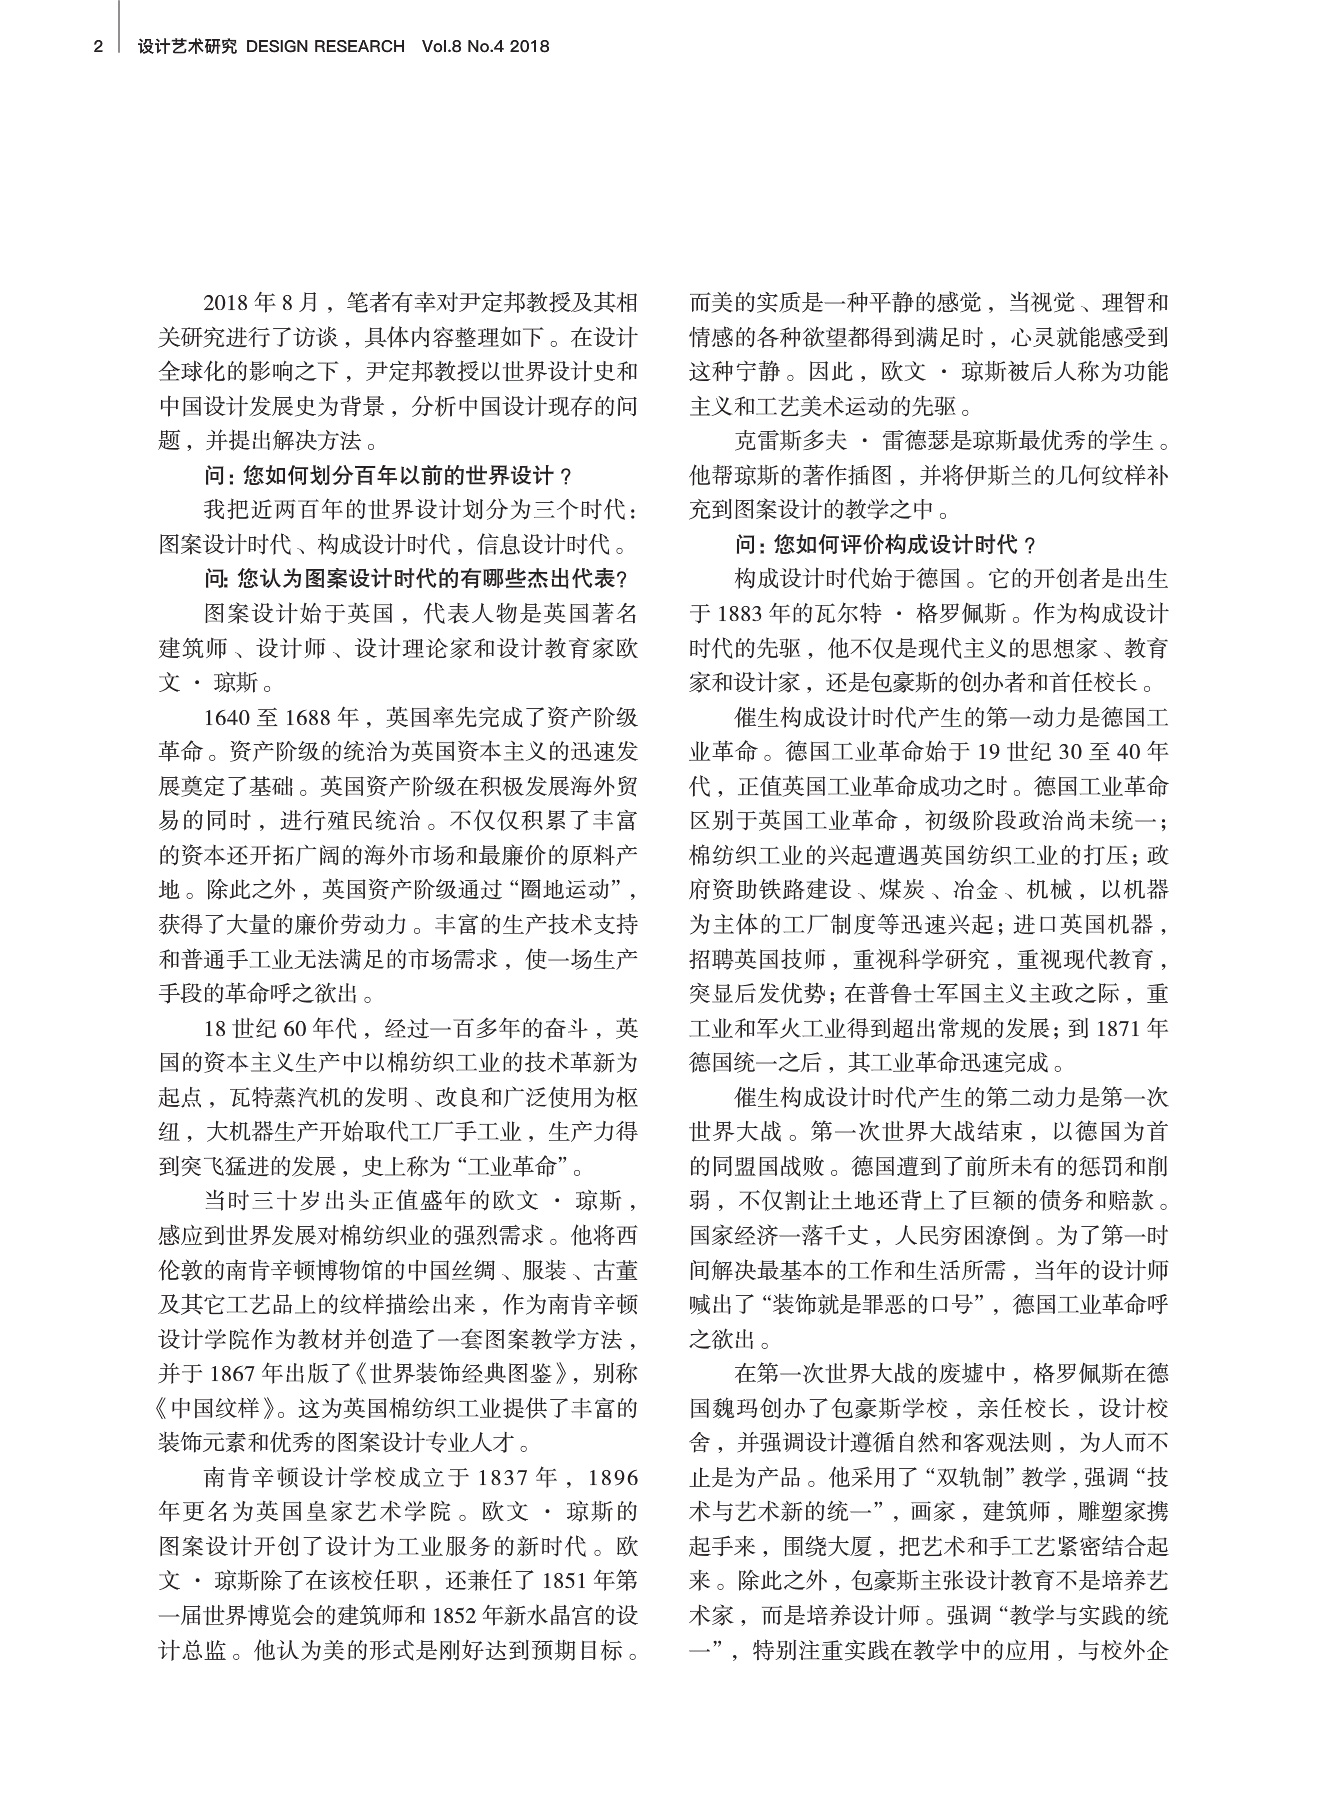 2 设计艺术研究 DESIGN RESEARCH Vol.8 No.4 2018
2018 年 8 月，笔者有幸对尹定邦教授及其相
关研究进行了访谈，具体内容整理如下。在设计
全球化的影响之下，尹定邦教授以世界设计史和
中国设计发展史为背景，分析中国设计现存的问
题，并提出解决方法。
问：您如何划分百年以前的世界设计？
我把近两百年的世界设计划分为三个时代：
图案设计时代、构成设计时代，信息设计时代。
问：您认为图案设计时代的有哪些杰出代表？
图案设计始于英国，代表人物是英国著名
建筑师、设计师、设计理论家和设计教育家欧
文·琼斯。
1640 至 1688 年，英国率先完成了资产阶级
革命。资产阶级的统治为英国资本主义的迅速发
展奠定了基础。英国资产阶级在积极发展海外贸
易的同时，进行殖民统治。不仅仅积累了丰富
的资本还开拓广阔的海外市场和最廉价的原料产
地。除此之外，英国资产阶级通过“圈地运动”，
获得了大量的廉价劳动力。丰富的生产技术支持
和普通手工业无法满足的市场需求，使一场生产
手段的革命呼之欲出。
18 世纪 60 年代，经过一百多年的奋斗，英
国的资本主义生产中以棉纺织工业的技术革新为
起点，瓦特蒸汽机的发明、改良和广泛使用为枢
纽，大机器生产开始取代工厂手工业，生产力得
到突飞猛进的发展，史上称为“工业革命”。
当时三十岁出头正值盛年的欧文·琼斯，
感应到世界发展对棉纺织业的强烈需求。他将西
伦敦的南肯辛顿博物馆的中国丝绸、服装、古董
及其它工艺品上的纹样描绘出来，作为南肯辛顿
设计学院作为教材并创造了一套图案教学方法，
并于 1867 年出版了《世界装饰经典图鉴》，别称
《中国纹样》。这为英国棉纺织工业提供了丰富的
装饰元素和优秀的图案设计专业人才。
南肯辛顿设计学校成立于 1837 年，1896
年更名为英国皇家艺术学院。欧文·琼斯的
图案设计开创了设计为工业服务的新时代。欧
文·琼斯除了在该校任职，还兼任了 1851 年第
一届世界博览会的建筑师和 1852 年新水晶宫的设
计总监。他认为美的形式是刚好达到预期目标。
而美的实质是一种平静的感觉，当视觉、理智和
情感的各种欲望都得到满足时，心灵就能感受到
这种宁静。因此，欧文·琼斯被后人称为功能
主义和工艺美术运动的先驱。
克雷斯多夫·雷德瑟是琼斯最优秀的学生。
他帮琼斯的著作插图，并将伊斯兰的几何纹样补
充到图案设计的教学之中。
问：您如何评价构成设计时代？
构成设计时代始于德国。它的开创者是出生
于 1883 年的瓦尔特·格罗佩斯。作为构成设计
时代的先驱，他不仅是现代主义的思想家、教育
家和设计家，还是包豪斯的创办者和首任校长。
催生构成设计时代产生的第一动力是德国工
业革命。德国工业革命始于 19 世纪 30 至 40 年
代，正值英国工业革命成功之时。德国工业革命
区别于英国工业革命，初级阶段政治尚未统一；
棉纺织工业的兴起遭遇英国纺织工业的打压；政
府资助铁路建设、煤炭、冶金、机械，以机器
为主体的工厂制度等迅速兴起；进口英国机器，
招聘英国技师，重视科学研究，重视现代教育，
突显后发优势；在普鲁士军国主义主政之际，重
工业和军火工业得到超出常规的发展；到 1871 年
德国统一之后，其工业革命迅速完成。
催生构成设计时代产生的第二动力是第一次
世界大战。第一次世界大战结束，以德国为首
的同盟国战败。德国遭到了前所未有的惩罚和削
弱，不仅割让土地还背上了巨额的债务和赔款。
国家经济一落千丈，人民穷困潦倒。为了第一时
间解决最基本的工作和生活所需，当年的设计师
喊出了“装饰就是罪恶的口号”，德国工业革命呼
之欲出。
在第一次世界大战的废墟中，格罗佩斯在德
国魏玛创办了包豪斯学校，亲任校长，设计校
舍，并强调设计遵循自然和客观法则，为人而不
止是为产品。他采用了“双轨制”教学，强调“技
术与艺术新的统一”，画家，建筑师，雕塑家携
起手来，围绕大厦，把艺术和手工艺紧密结合起
来。除此之外，包豪斯主张设计教育不是培养艺
术家，而是培养设计师。强调“教学与实践的统
一”，特别注重实践在教学中的应用，与校外企